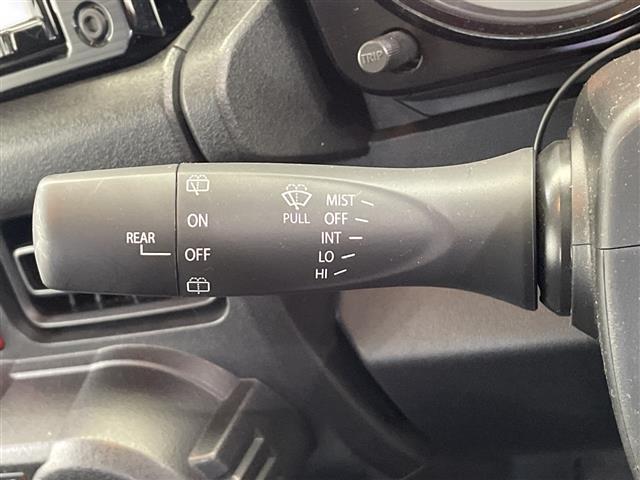 TRIP
ON
REAR
OFF
PULL
MIST
OFF
INT
LO
HI